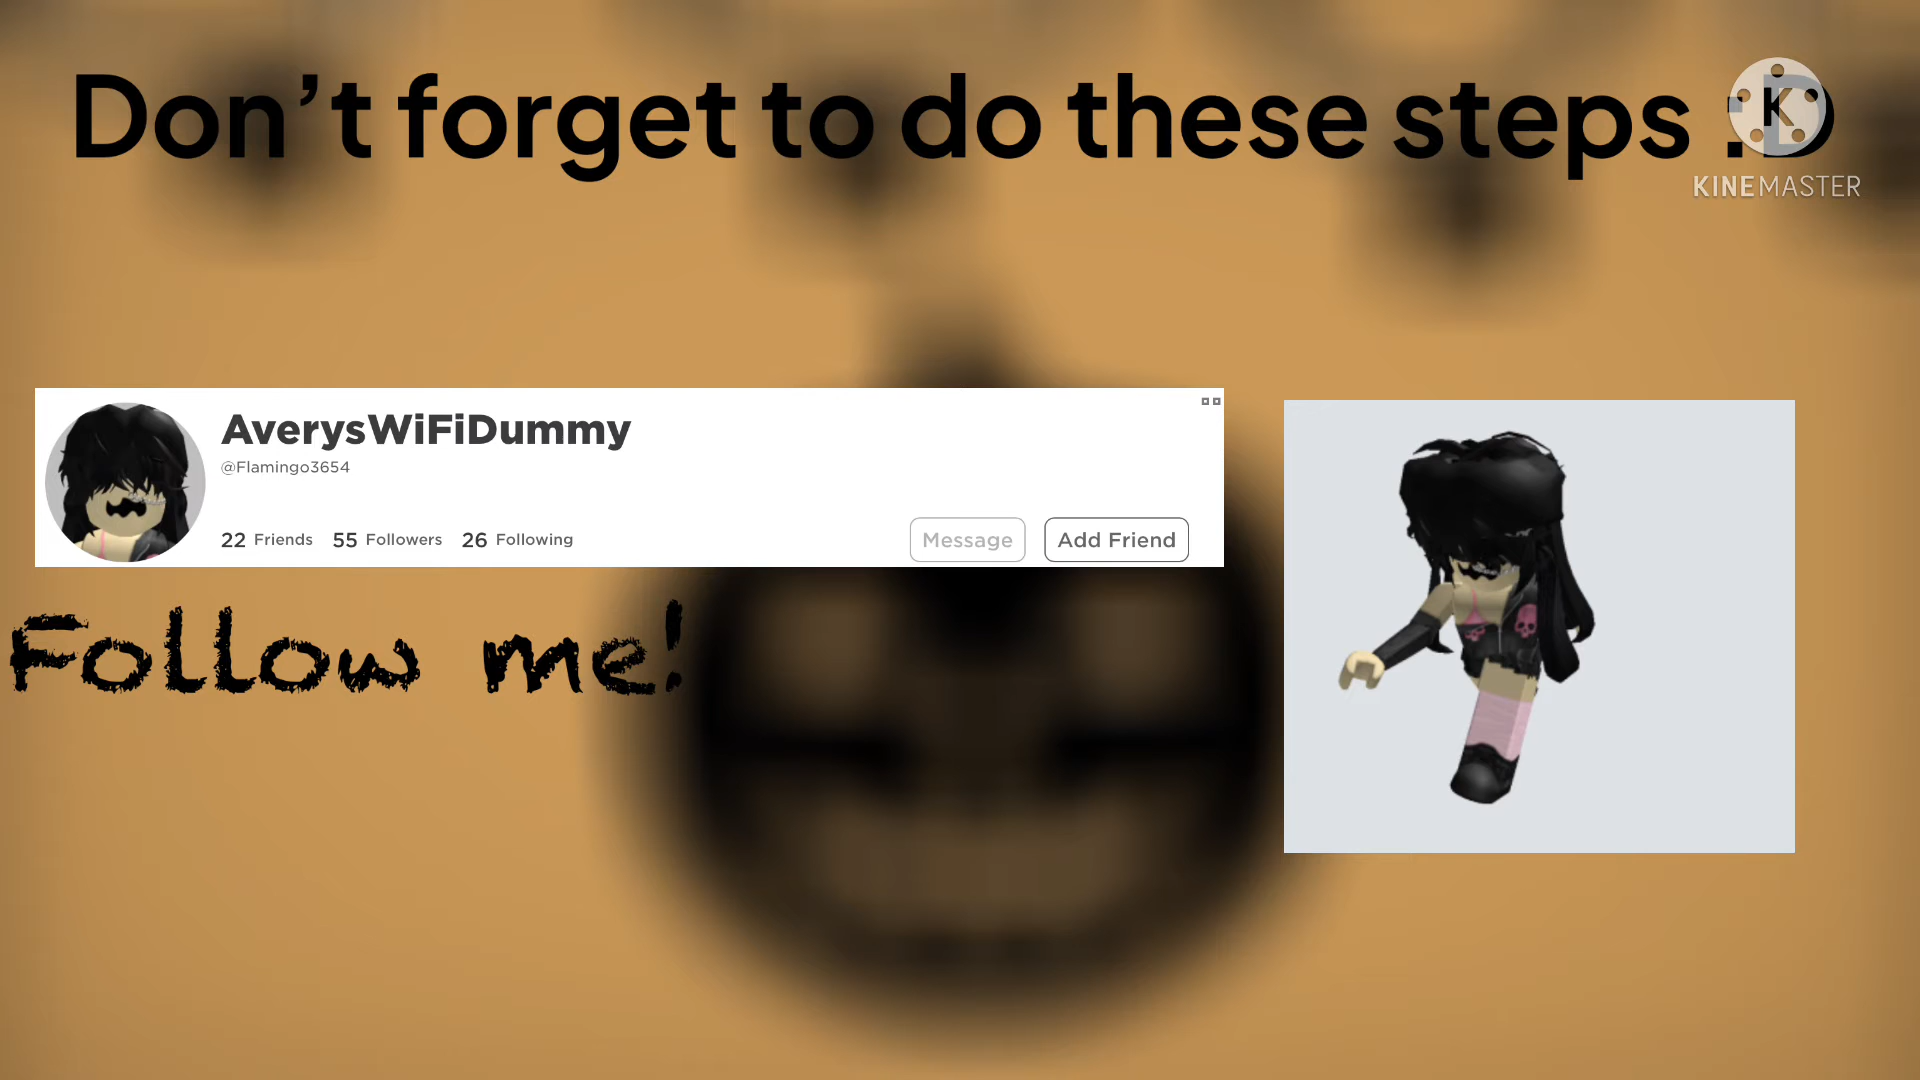 Don't forget to do these steps :D
K
KINEMASTER
AverysWiFiDummy
@Flamingo3654
22 Friends 55 Followers 26 Following
Message
Add Friend
Follow me!